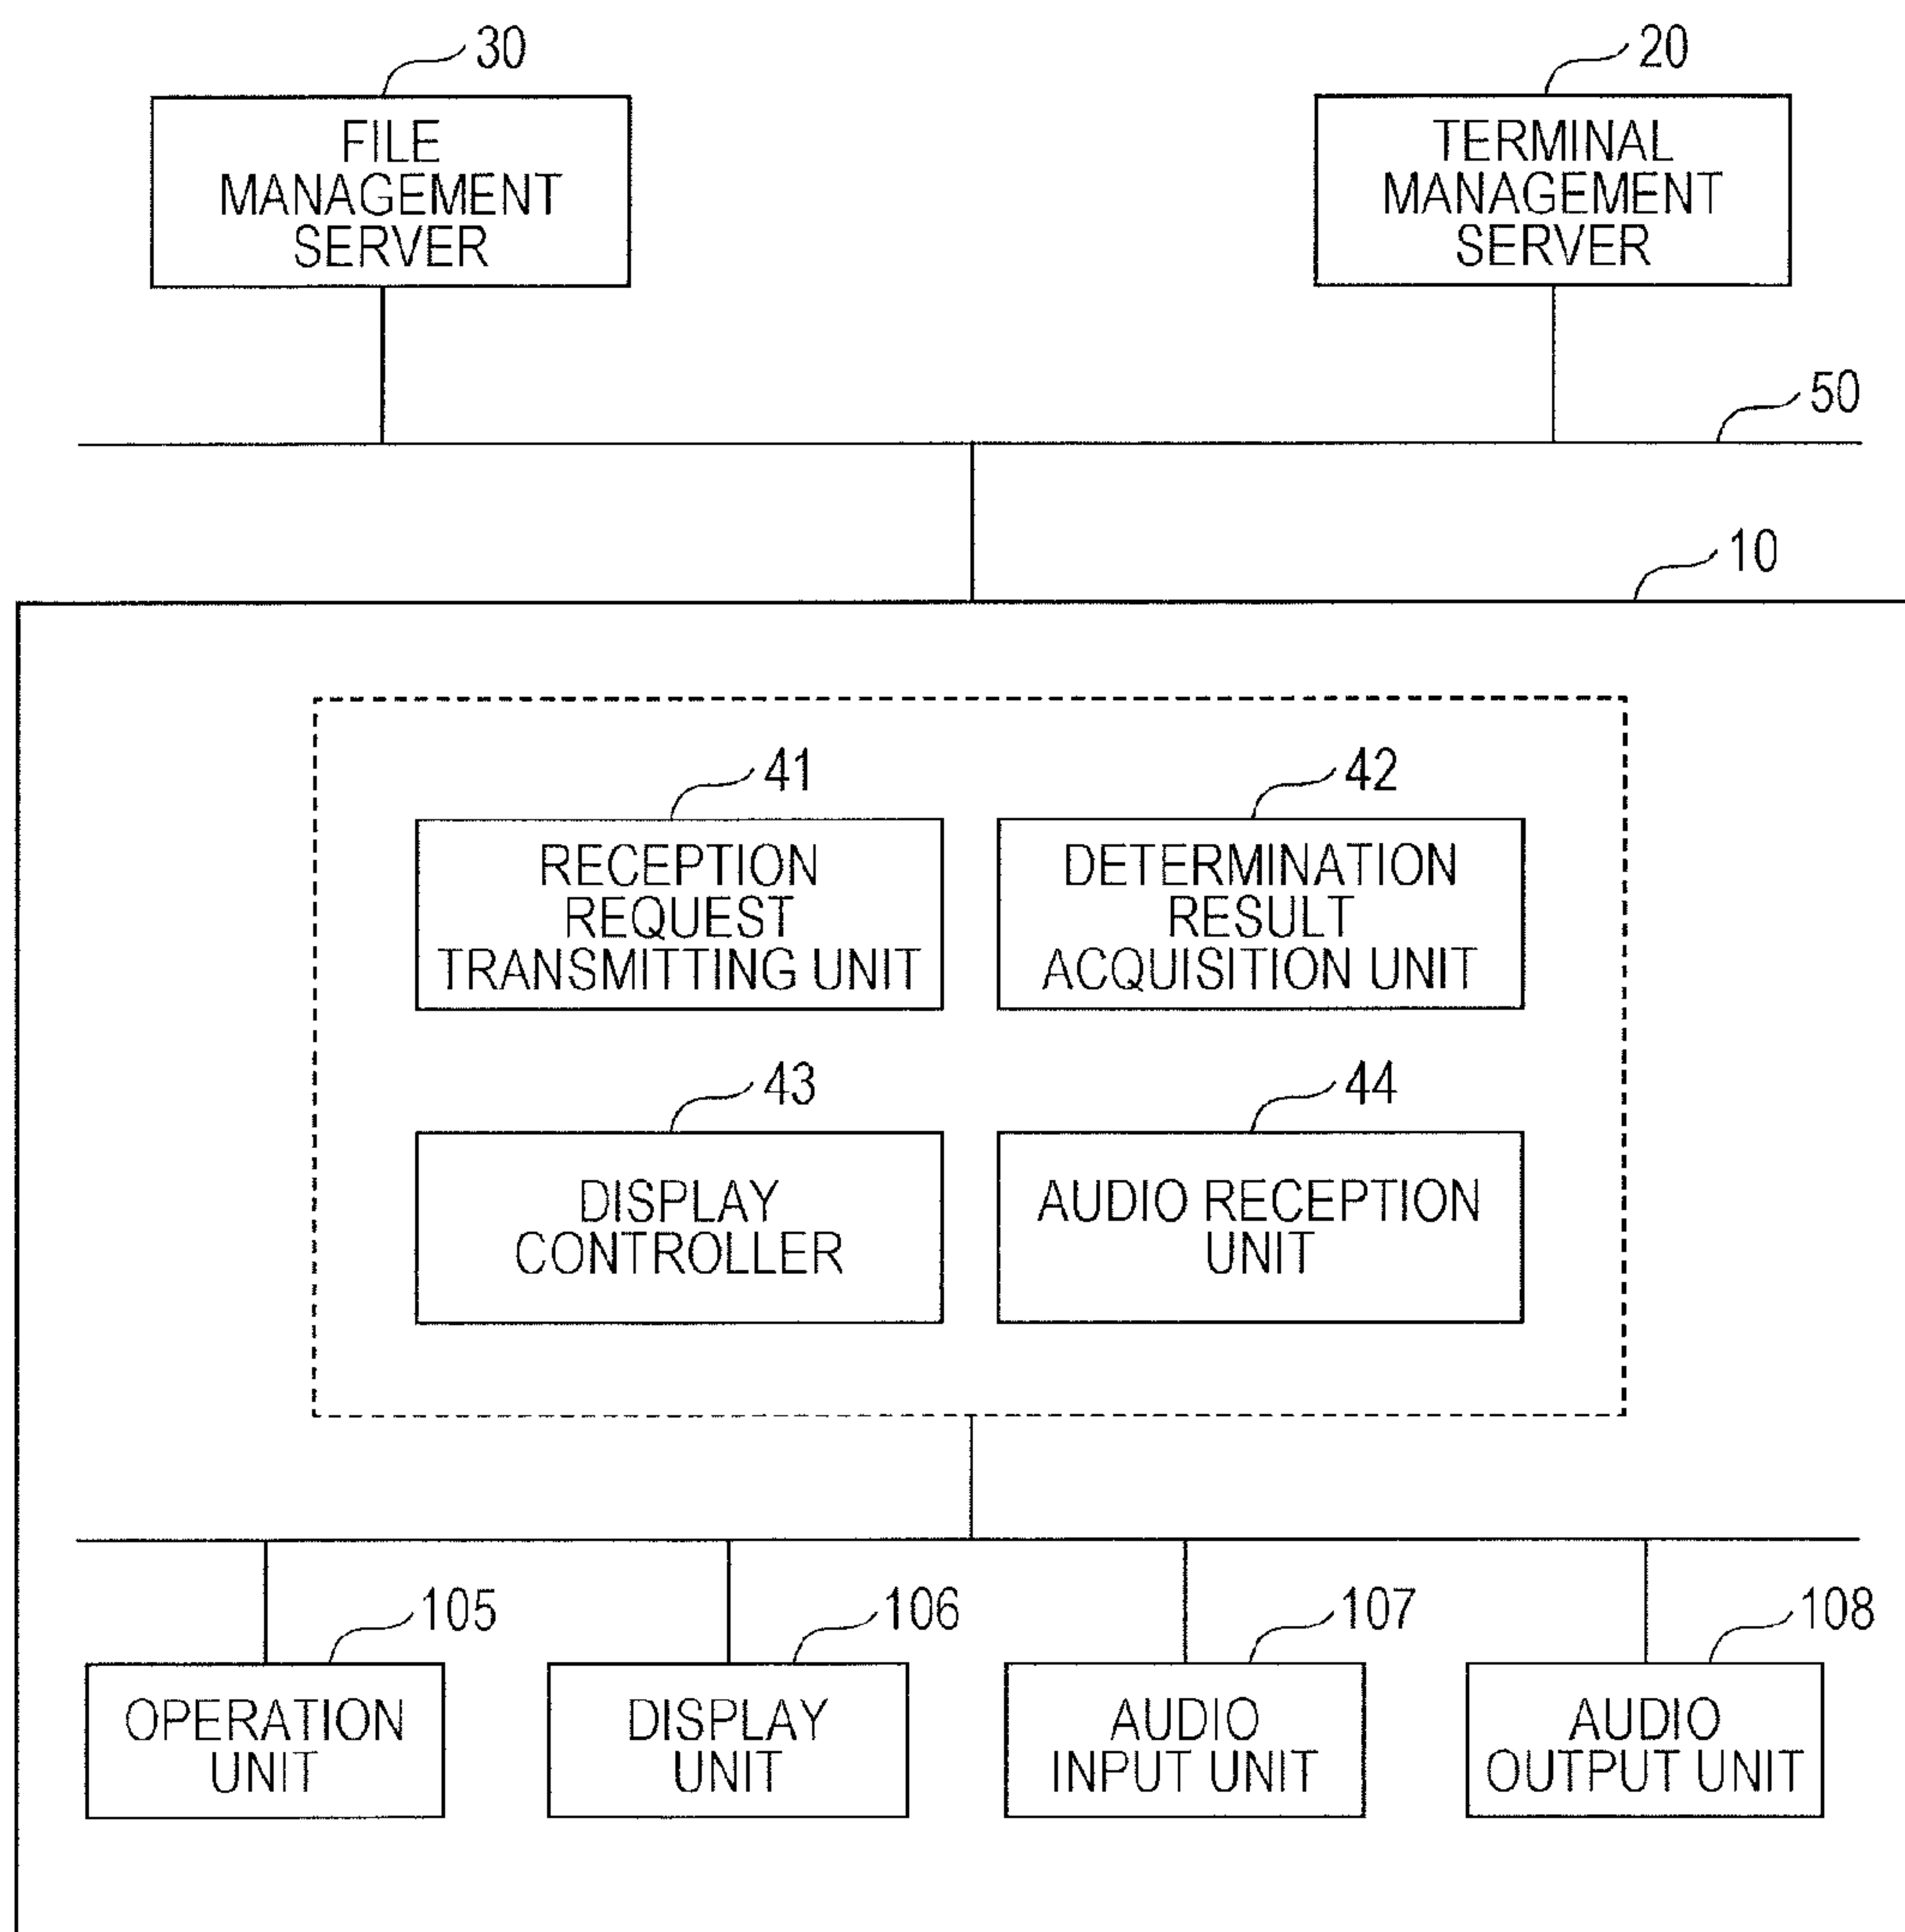 30
20
FILE
MANAGEMENT
SERVER
TERMINAL
MANAGEMENT
SERVER
50
10
41
42
RECEPTION
REQUEST
TRANSMITTING UNIT
DETERMINATION
RESULT
ACQUISITION UNIT
43
44
DISPLAY
CONTROLLER
AUDIO RECEPTION
UNIT
105
106
107
108
OPERATION
UNIT
DISPLAY
UNIT
AUDIO
INPUT UNIT
AUDIO
OUTPUT UNIT